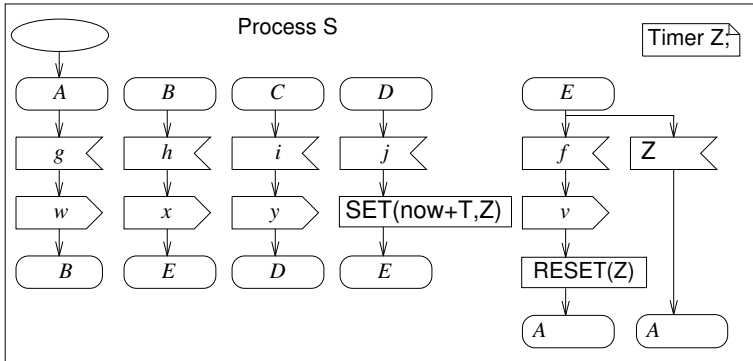 Process S
Timer Z;
A B C D E
g h i j f Z
w x y SET(now+T,Z) v
B E D E RESET(Z)
A A